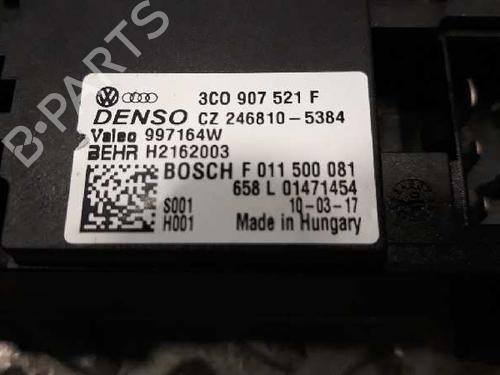 B-PARTS
3C0 907 521 F
DENSO CZ 246810-5384
Valeo 997164W
BEHR H2162003
BOSCH F 011 500 081
658 L 01471454
S001 10-03-17
H001 Made in Hungary